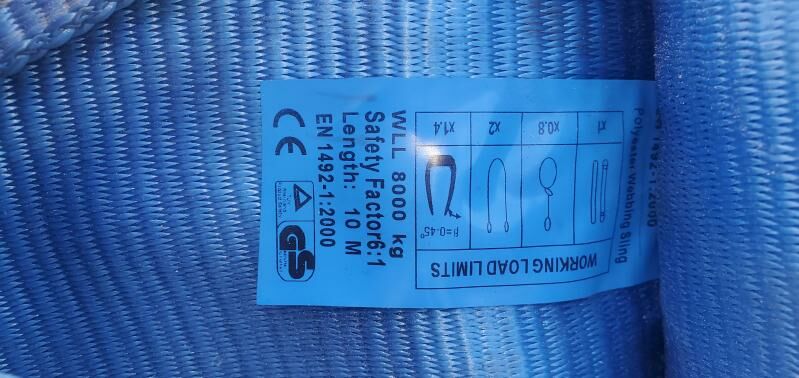 Polyester Webbing Sling
WORKING LOAD LIMITS
x1
x0.8
x2
β=0-45°
x1.4
WLL 8000 kg
Safety Factor6:1
Length: 10 M
EN 1492-1:2000
CE
GS